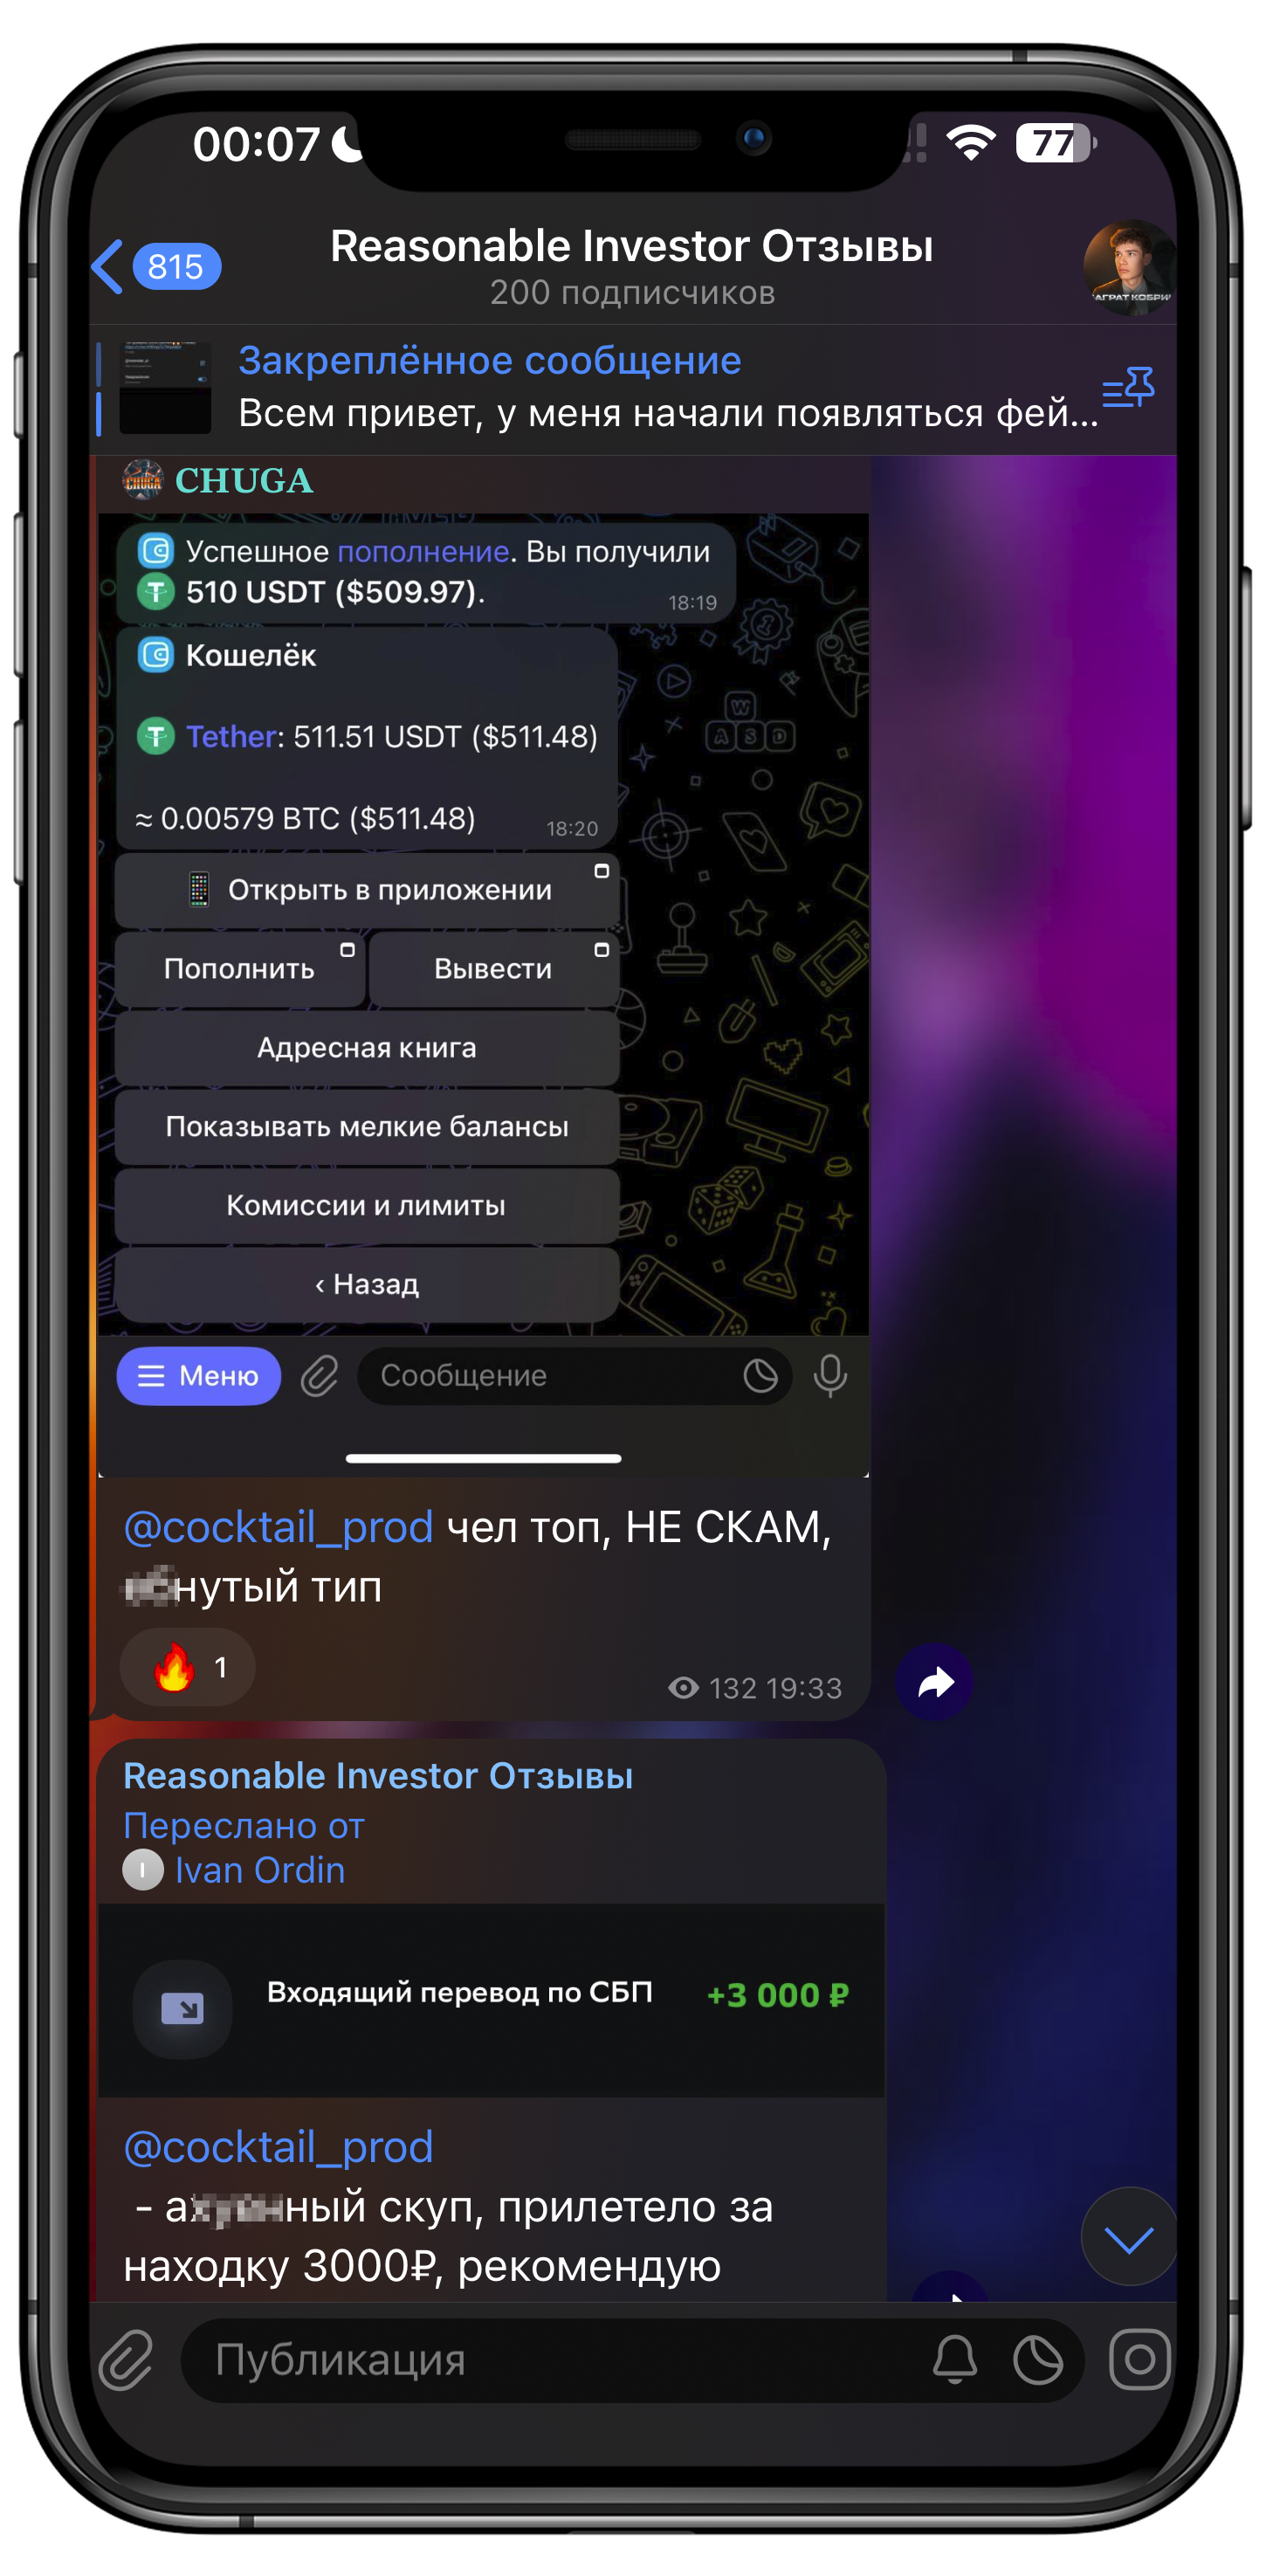 00:07
77
815
Reasonable Investor Отзывы
200 подписчиков
АГРАТ КОБРИ
Закреплённое сообщение
Всем привет, у меня начали появляться фей...
CHUGA
Успешное пополнение. Вы получили
510 USDT ($509.97).
18:19
Кошелёк
Tether: 511.51 USDT ($511.48)
≈ 0.00579 BTC ($511.48)
18:20
Открыть в приложении
Пополнить
Вывести
Адресная книга
Показывать мелкие балансы
Комиссии и лимиты
‹ Назад
Меню
Сообщение
@cocktail_prod чел топ, НЕ СКАМ,
нутый тип
🔥 1
132 19:33
Reasonable Investor Отзывы
Переслано от
I Ivan Ordin
Входящий перевод по СБП
+3 000 ₽
@cocktail_prod
- а ный скуп, прилетело за
находку 3000₽, рекомендую
Публикация